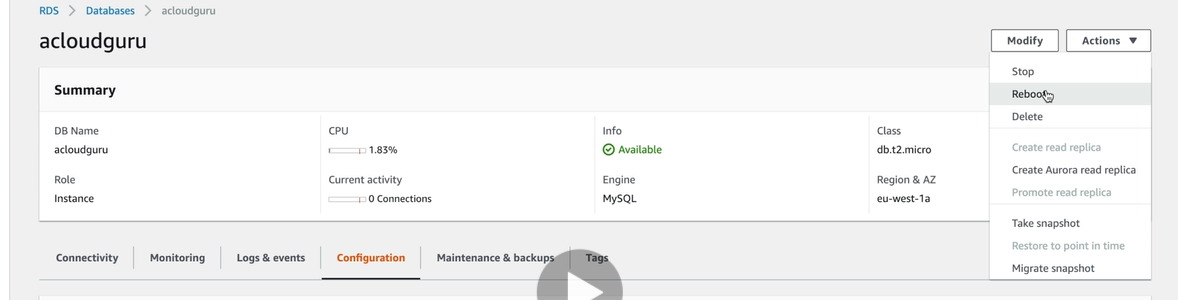 RDS > Databases > acloudguru
acloudguru
Modify Actions
Summary
DB Name
acloudguru
CPU
1.83%
Info
Available
Class
db.t2.micro
Role
Instance
Current activity
0 Connections
Engine
MySQL
Region & AZ
eu-west-1a
Stop
Reboot
Delete
Create read replica
Create Aurora read replica
Promote read replica
Take snapshot
Restore to point in time
Migrate snapshot
Connectivity Monitoring Logs & events Configuration Maintenance & backups Tags